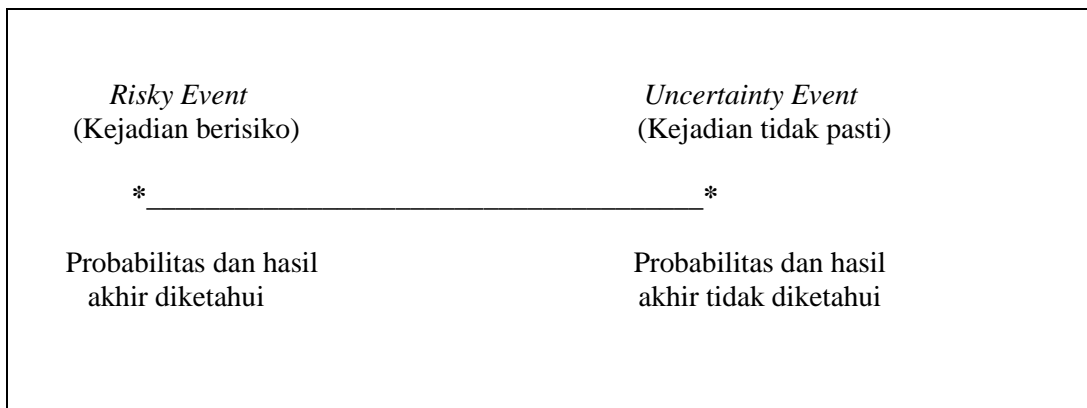 Risky Event Uncertainty Event
(Kejadian berisiko) (Kejadian tidak pasti)
*________________________________________*
Probabilitas dan hasil Probabilitas dan hasil
akhir diketahui akhir tidak diketahui